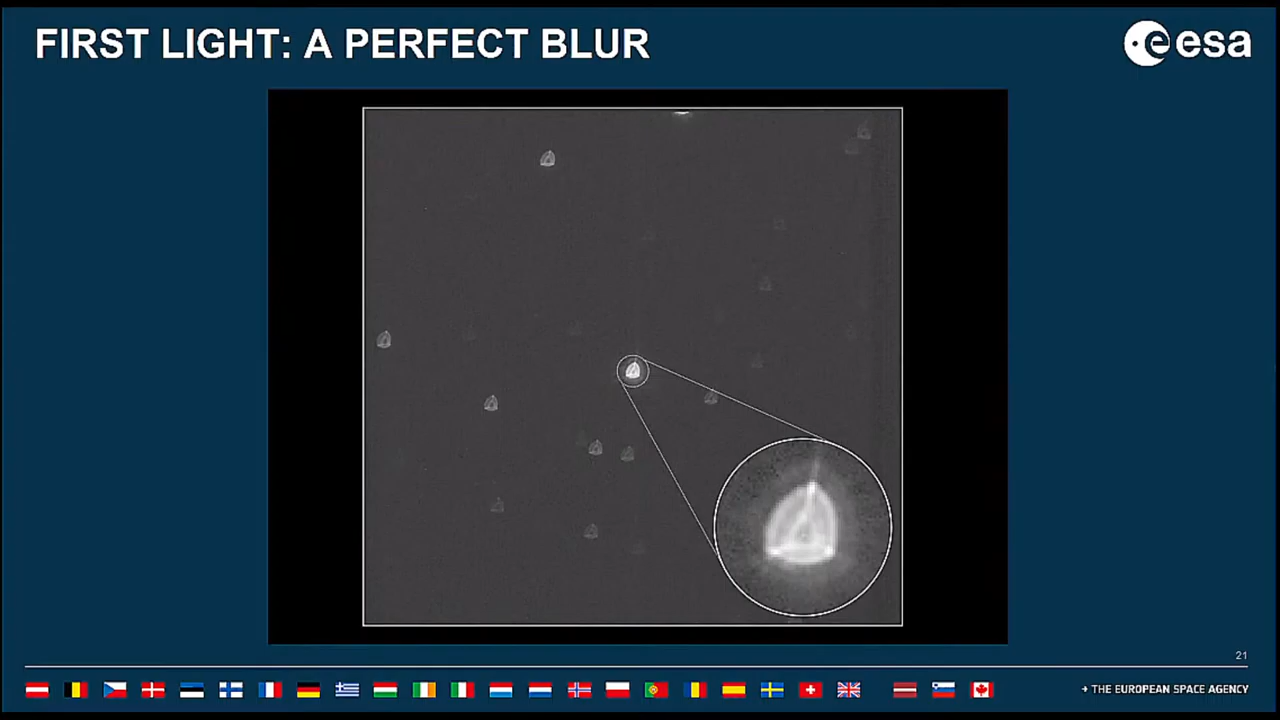 FIRST LIGHT: A PERFECT BLUR
esa
21
→ THE EUROPEAN SPACE AGENCY